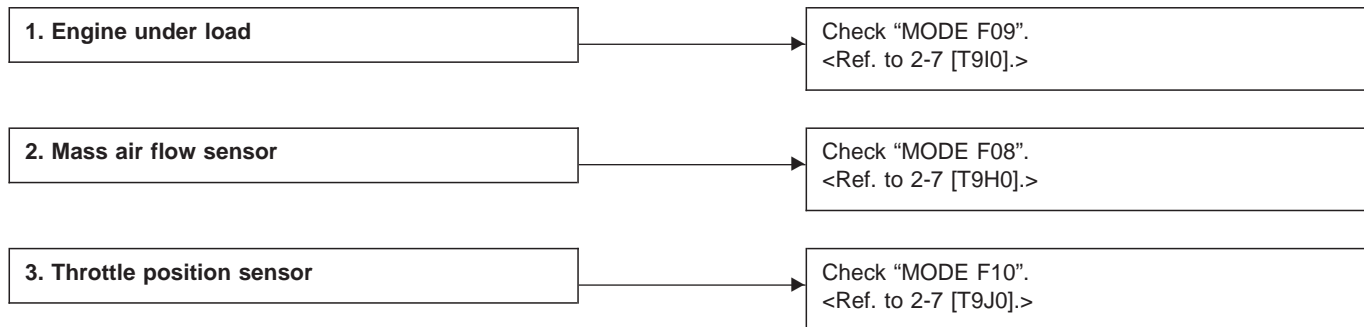 1. Engine under load
Check “MODE F09”.
<Ref. to 2-7 [T9I0].>
2. Mass air flow sensor
Check “MODE F08”.
<Ref. to 2-7 [T9H0].>
3. Throttle position sensor
Check “MODE F10”.
<Ref. to 2-7 [T9J0].>